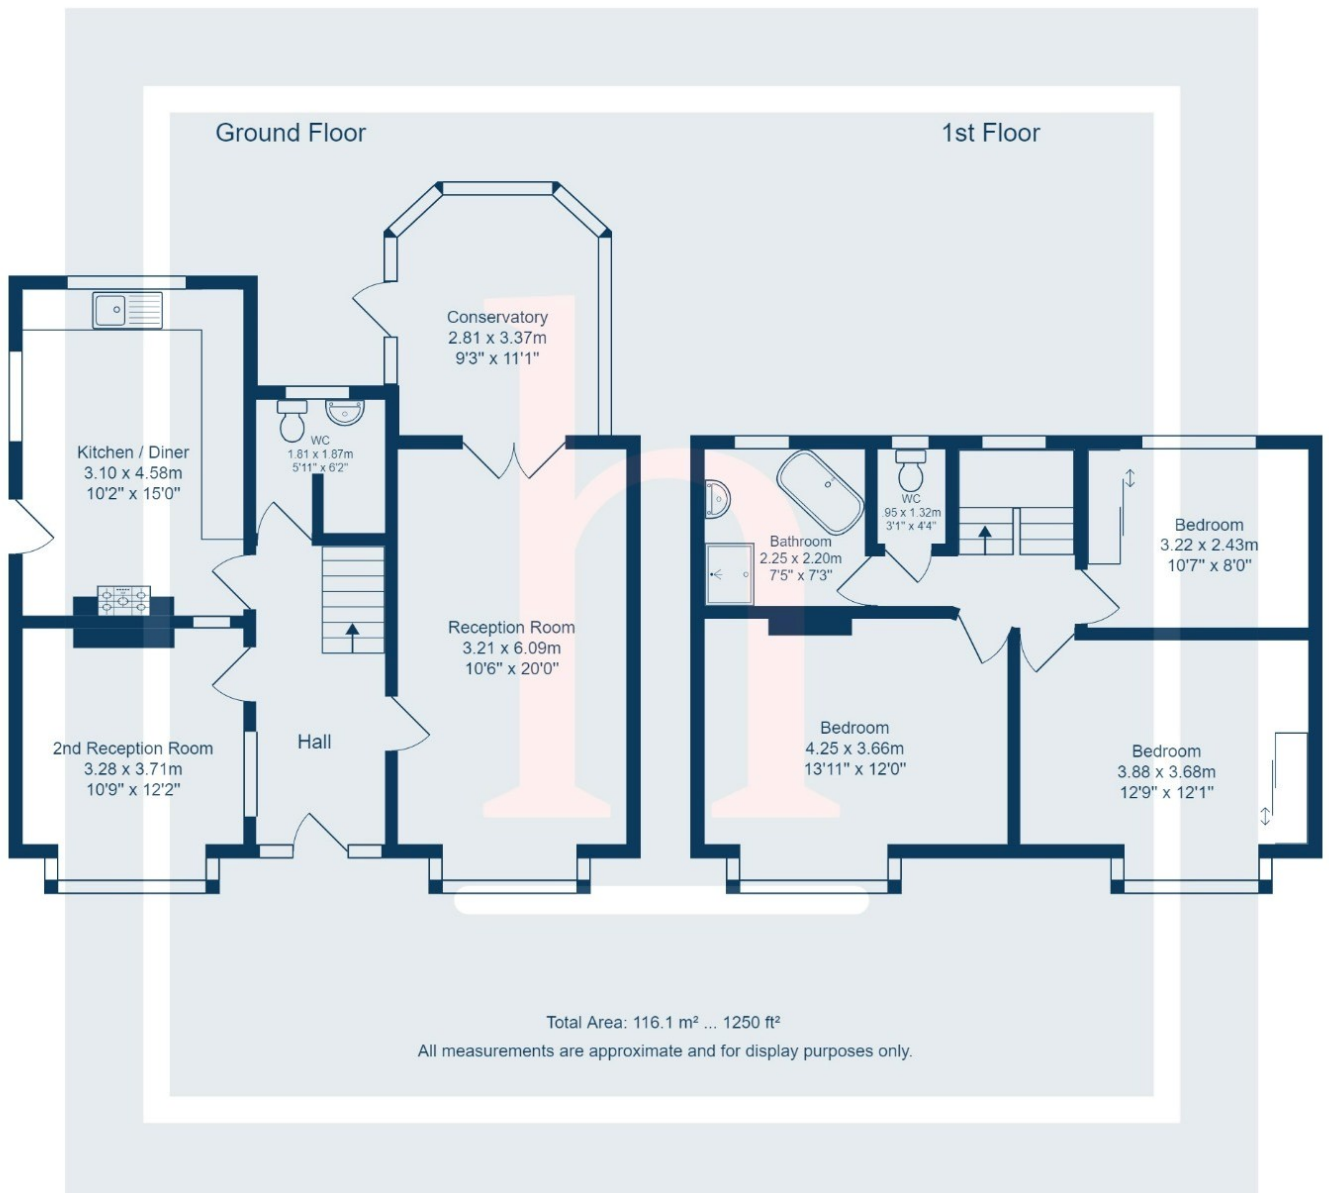 Ground Floor
1st Floor
Conservatory
2.81 x 3.37m
9'3" x 11'1"
Kitchen / Diner
3.10 x 4.58m
10'2" x 15'0"
WC
1.81 x 1.87m
5'11" x 6'2"
Reception Room
3.21 x 6.09m
10'6" x 20'0"
2nd Reception Room
3.28 x 3.71m
10'9" x 12'2"
Hall
Bathroom
2.25 x 2.20m
7'5" x 7'3"
WC
.95 x 1.32m
3'1" x 4'4"
Bedroom
3.22 x 2.43m
10'7" x 8'0"
Bedroom
4.25 x 3.66m
13'11" x 12'0"
Bedroom
3.88 x 3.68m
12'9" x 12'1"
Total Area: 116.1 m² ... 1250 ft²
All measurements are approximate and for display purposes only.
n